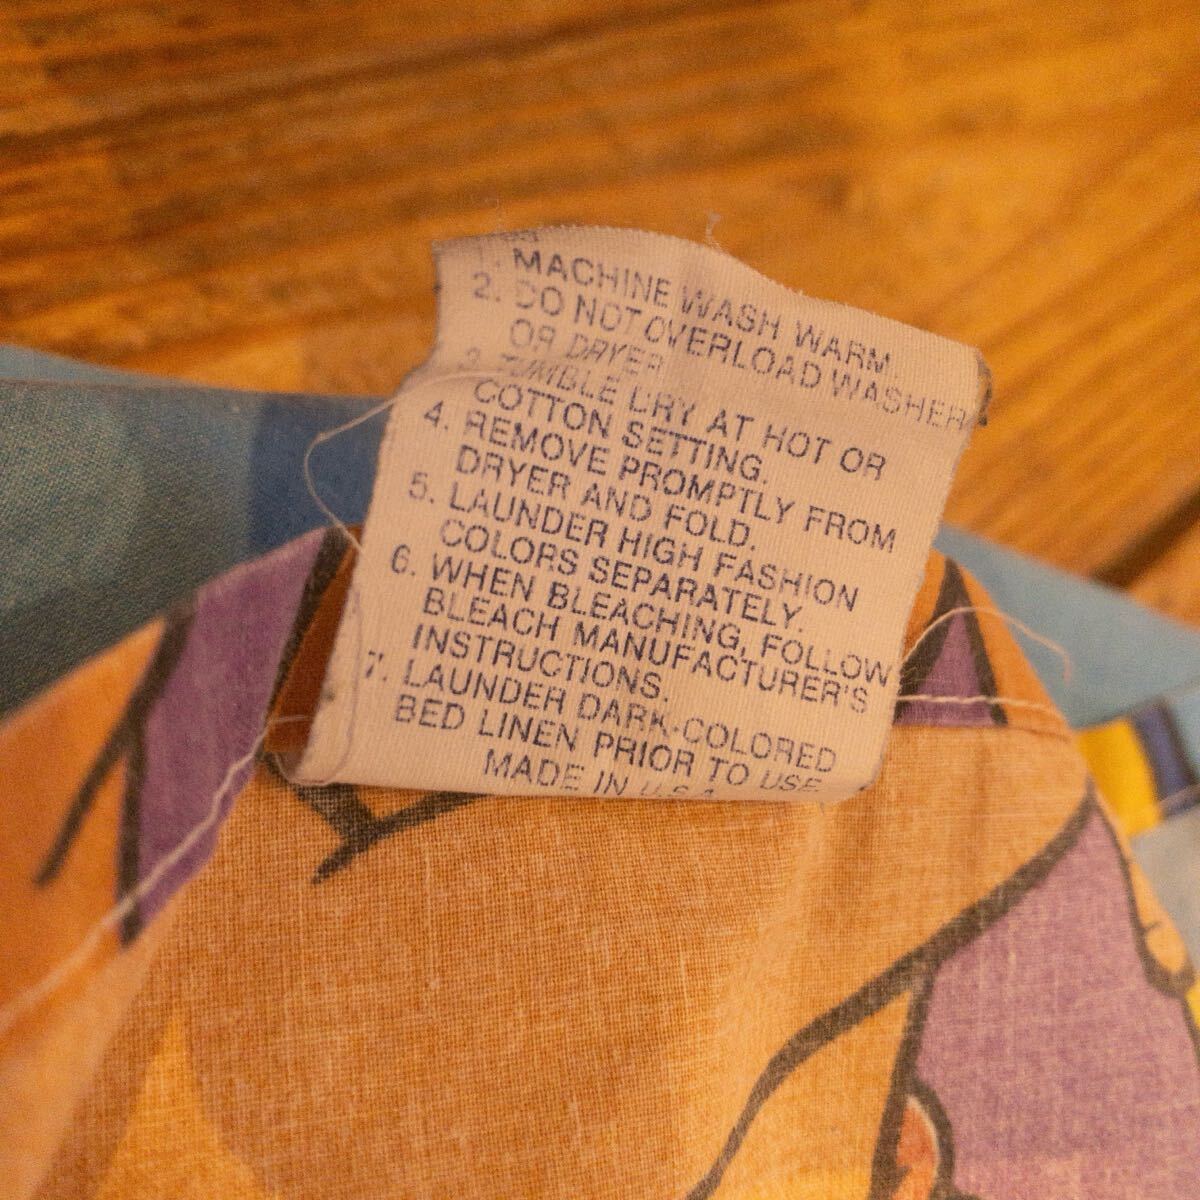 1. MACHINE WASH WARM.
2. DO NOT OVERLOAD WASHER
OR DRYER
3. TUMBLE DRY AT HOT OR
COTTON SETTING.
4. REMOVE PROMPTLY FROM
DRYER AND FOLD.
5. LAUNDER HIGH FASHION
COLORS SEPARATELY.
6. WHEN BLEACHING, FOLLOW
BLEACH MANUFACTURER'S
INSTRUCTIONS.
7. LAUNDER DARK-COLORED
BED LINEN PRIOR TO USE
MADE IN U.S.A.